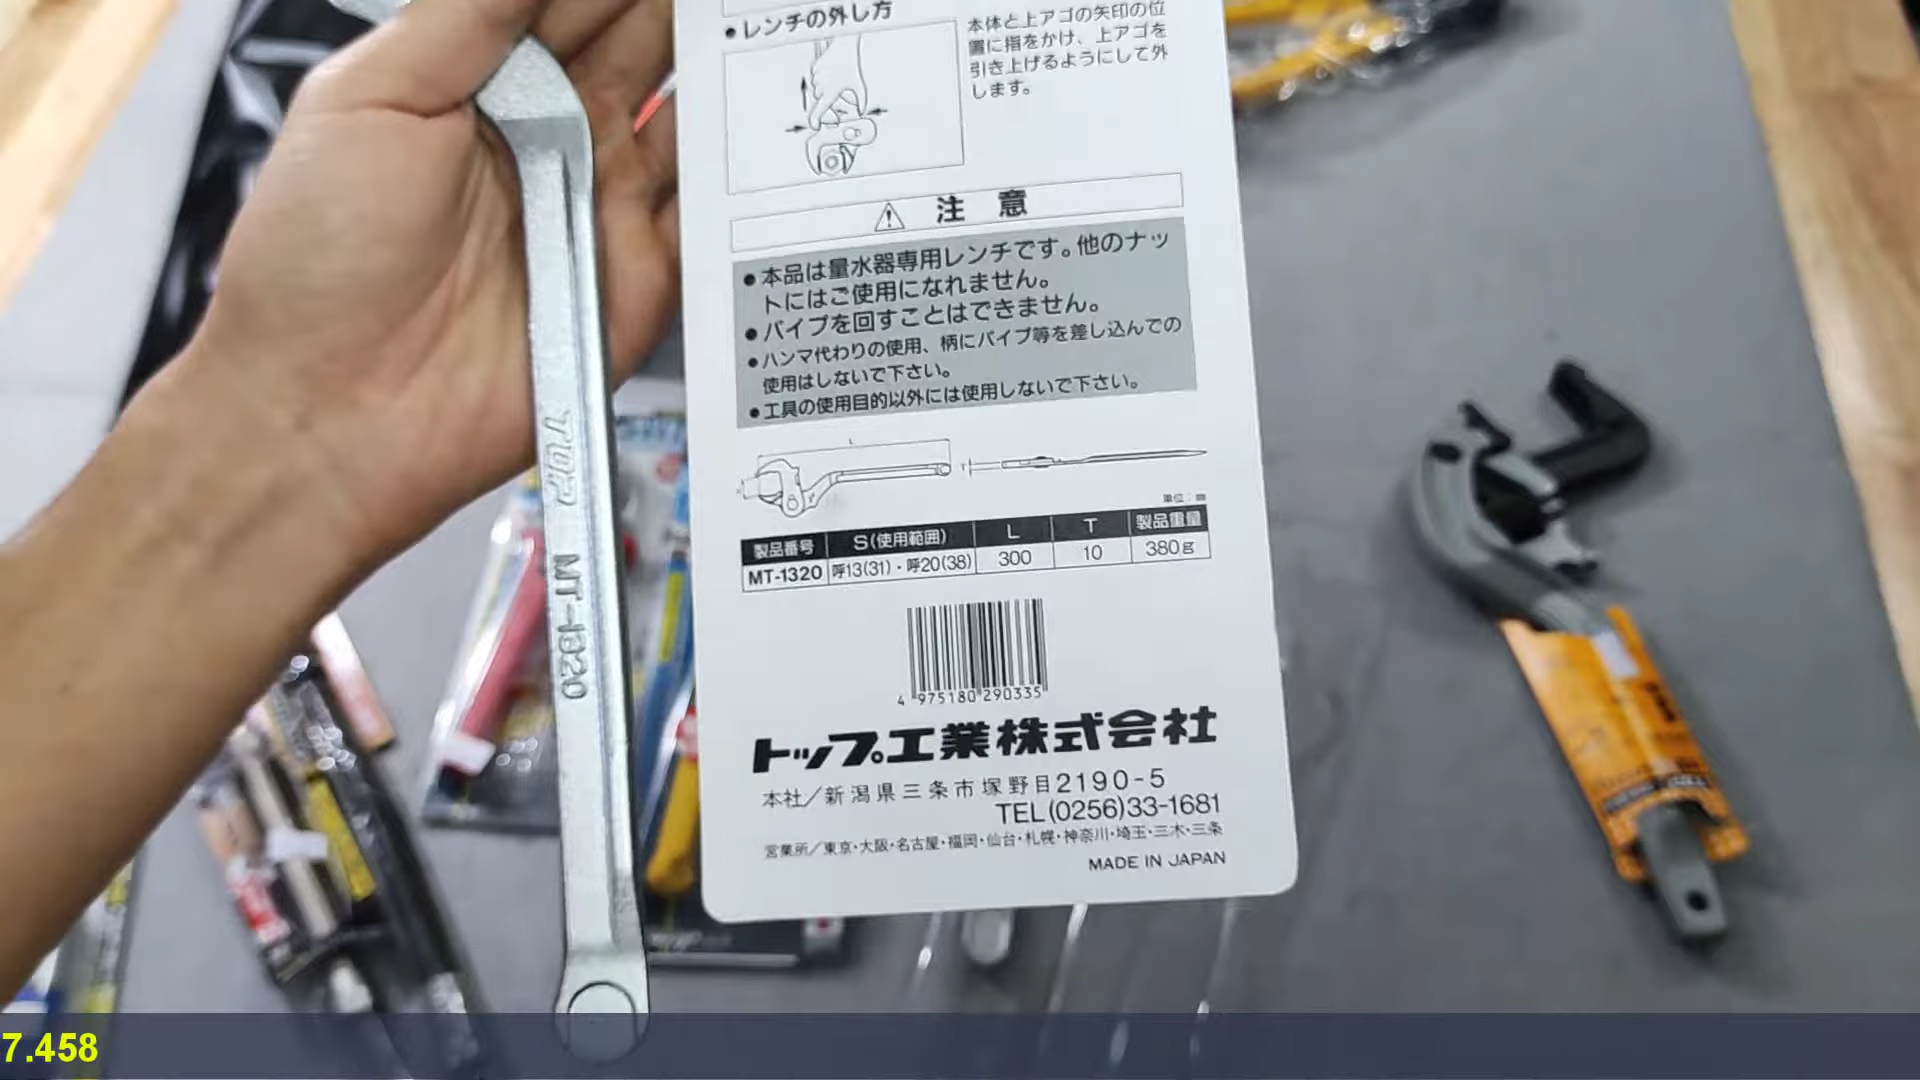 ●レンチの外し方
本体と上アゴの矢印の位
置に指をかけ、上アゴを
引き上げるようにして外
します。
注 意
●本品は量水器専用レンチです。他のナッ
トにはご使用になれません。
●パイプを回すことはできません。
●ハンマ代わりの使用、柄にパイプ等を差し込んでの
使用はしないで下さい。
●工具の使用目的以外には使用しないで下さい。
L
T
単位：㎜
製品番号 S(使用範囲) L T 製品重量
MT-1320 呼13(31)・呼20(38) 300 10 380g
4 975180 290335
トップ工業株式会社
本社／新潟県三条市塚野目2190-5
TEL(0256)33-1681
営業所／東京・大阪・名古屋・福岡・仙台・札幌・神奈川・埼玉・三木・三条
MADE IN JAPAN
TOP MT-1320
7.458